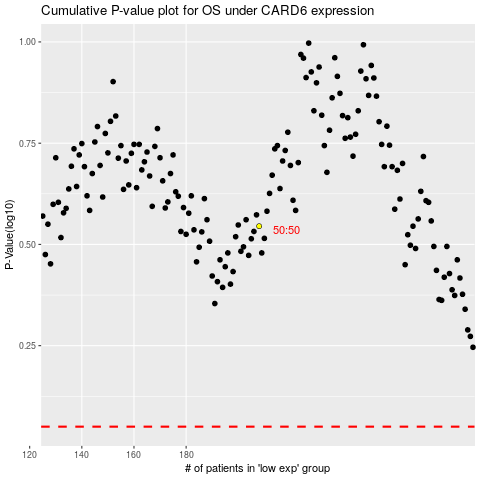 Cumulative P-value plot for OS under CARD6 expression
1.00
0.75
0.50
0.25
P-Value(log10)
50:50
120 140 160 180
# of patients in 'low exp' group